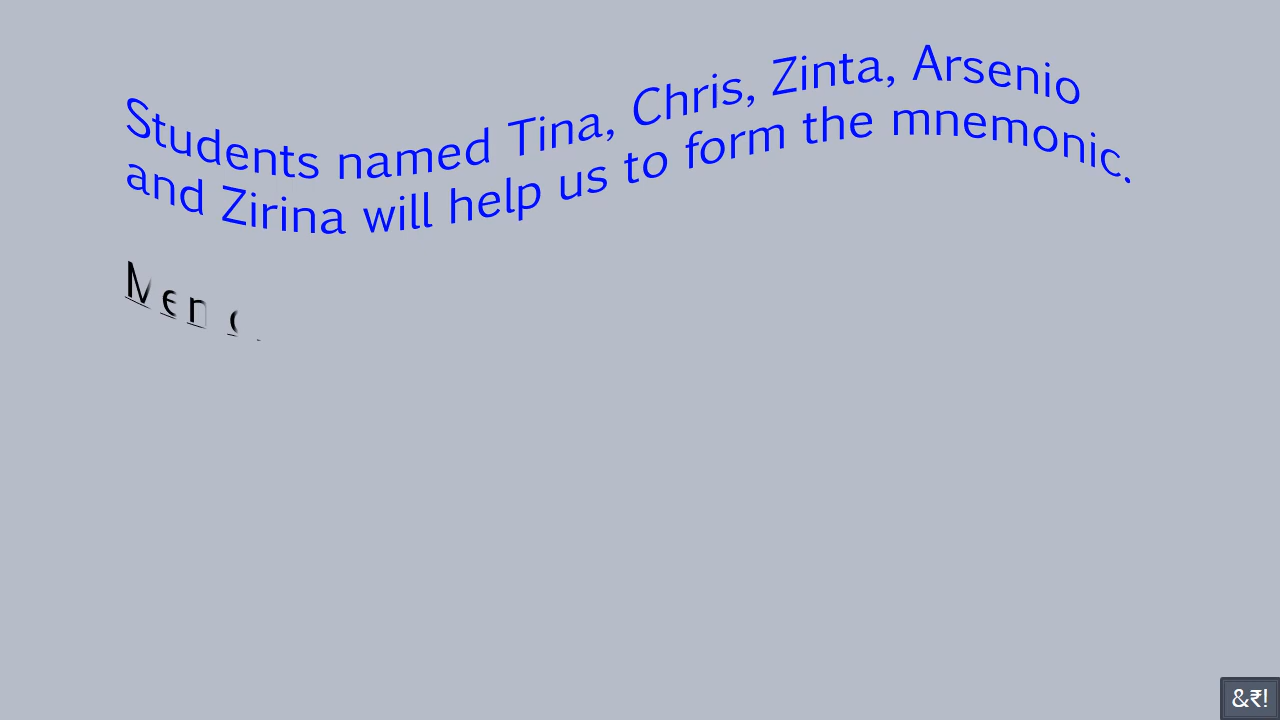 Students named Tina, Chris, Zinta, Arsenio
and Zirina will help us to form the mnemonic.
&₹!